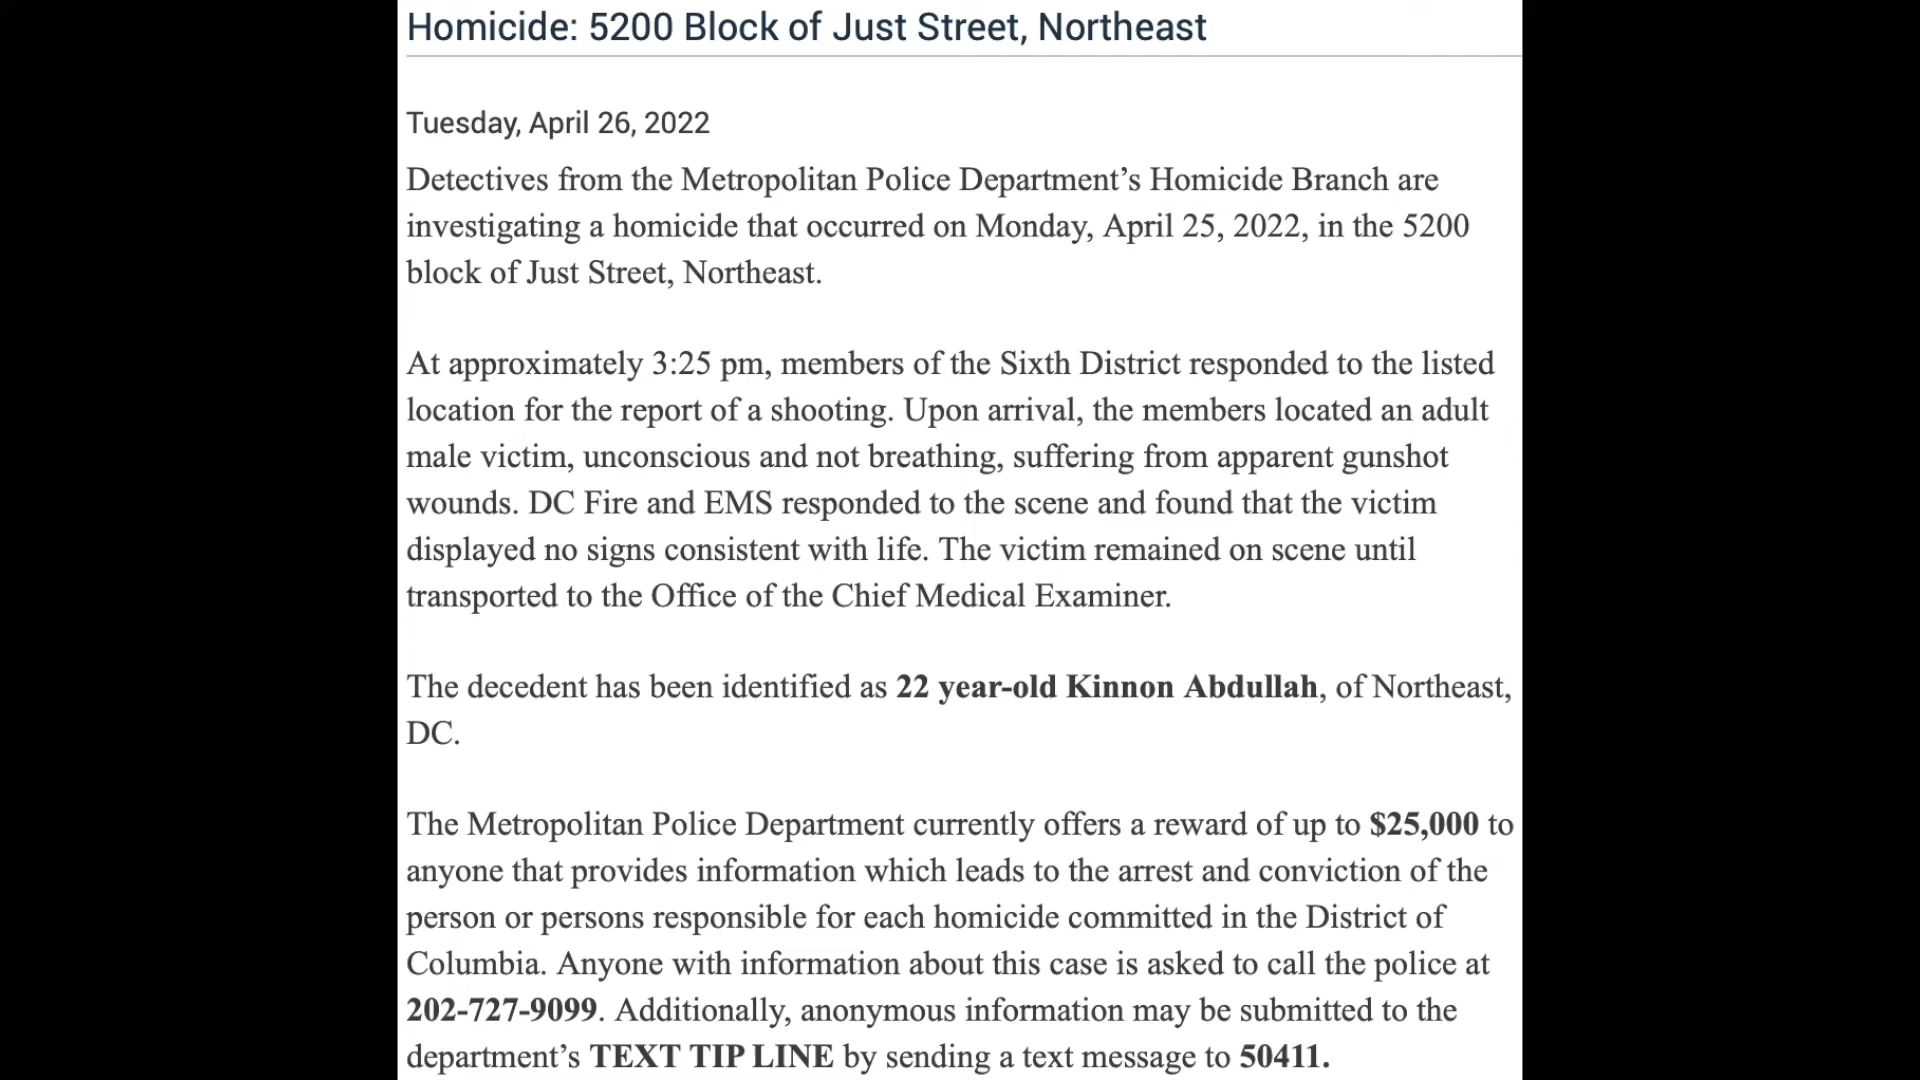 Homicide: 5200 Block of Just Street, Northeast
Tuesday, April 26, 2022
Detectives from the Metropolitan Police Department’s Homicide Branch are
investigating a homicide that occurred on Monday, April 25, 2022, in the 5200
block of Just Street, Northeast.
At approximately 3:25 pm, members of the Sixth District responded to the listed
location for the report of a shooting. Upon arrival, the members located an adult
male victim, unconscious and not breathing, suffering from apparent gunshot
wounds. DC Fire and EMS responded to the scene and found that the victim
displayed no signs consistent with life. The victim remained on scene until
transported to the Office of the Chief Medical Examiner.
The decedent has been identified as 22 year-old Kinnon Abdullah, of Northeast,
DC.
The Metropolitan Police Department currently offers a reward of up to $25,000 to
anyone that provides information which leads to the arrest and conviction of the
person or persons responsible for each homicide committed in the District of
Columbia. Anyone with information about this case is asked to call the police at
202-727-9099. Additionally, anonymous information may be submitted to the
department’s TEXT TIP LINE by sending a text message to 50411.